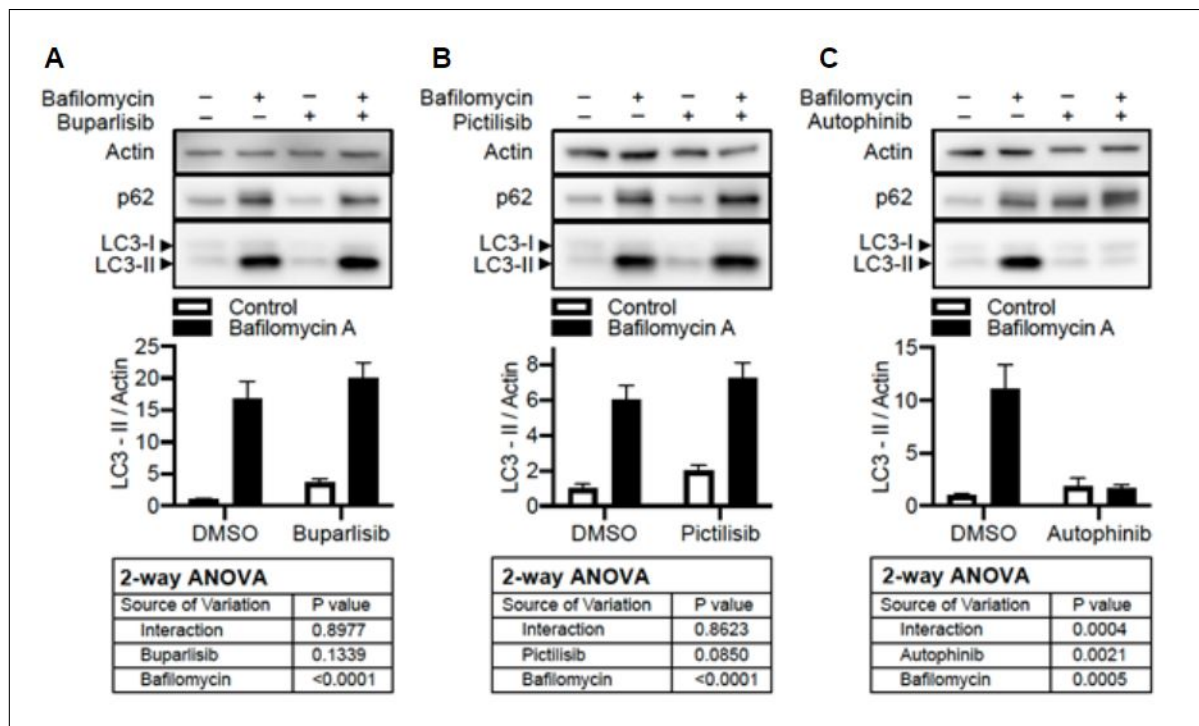 A
Bafilomycin – + – +
Buparlisib – – + +
Actin
p62
LC3-I
LC3-II
Control
Bafilomycin A
LC3 - II / Actin
25
20
15
10
5
0
DMSO Buparlisib
2-way ANOVA
Source of Variation P value
Interaction 0.8977
Buparlisib 0.1339
Bafilomycin <0.0001
B
Bafilomycin – + – +
Pictilisib – – + +
Actin
p62
LC3-I
LC3-II
Control
Bafilomycin A
LC3 - II / Actin
8
6
4
2
0
DMSO Pictilisib
2-way ANOVA
Source of Variation P value
Interaction 0.8623
Pictilisib 0.0850
Bafilomycin <0.0001
C
Bafilomycin – + – +
Autophinib – – + +
Actin
p62
LC3-I
LC3-II
Control
Bafilomycin A
LC3 - II / Actin
15
10
5
0
DMSO Autophinib
2-way ANOVA
Source of Variation P value
Interaction 0.0004
Autophinib 0.0021
Bafilomycin 0.0005